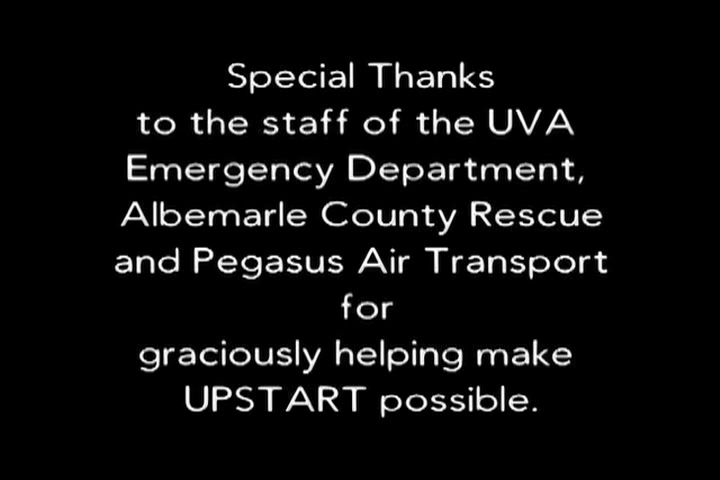 Special Thanks
to the staff of the UVA
Emergency Department,
Albemarle County Rescue
and Pegasus Air Transport
for
graciously helping make
UPSTART possible.